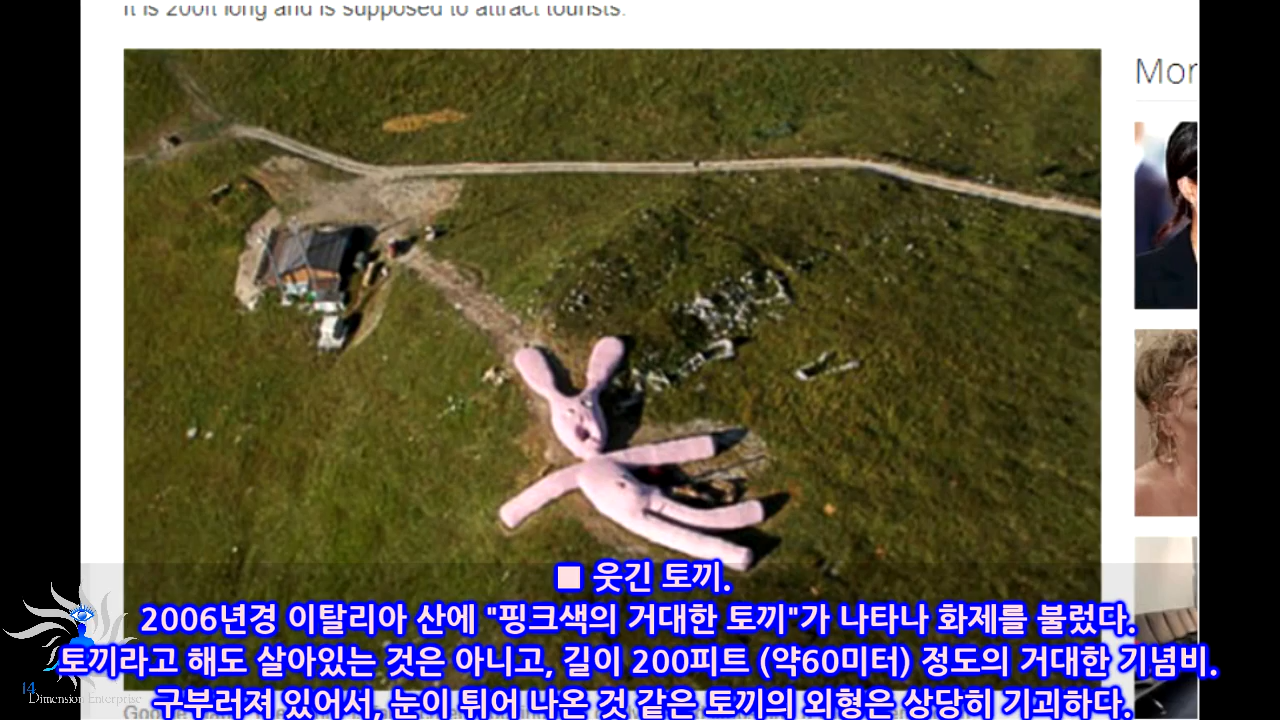 It is 200ft long and is supposed to attract tourists.
Mor
■ 웃긴 토끼.
2006년경 이탈리아 산에 "핑크색의 거대한 토끼"가 나타나 화제를 불렀다.
토끼라고 해도 살아있는 것은 아니고, 길이 200피트 (약60미터) 정도의 거대한 기념비.
구부러져 있어서, 눈이 튀어 나온 것 같은 토끼의 외형은 상당히 기괴하다.
14
Dimension Enterprise